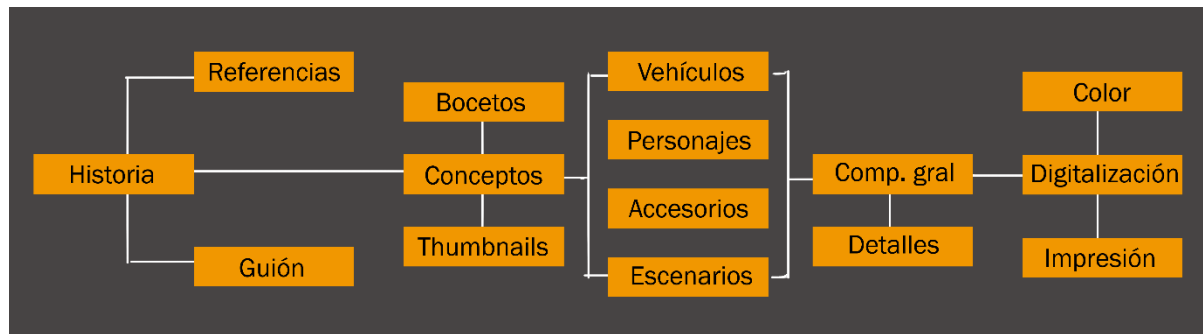 Referencias
Historia
Guión
Bocetos
Conceptos
Thumbnails
Vehículos
Personajes
Accesorios
Escenarios
Comp. gral
Detalles
Color
Digitalización
Impresión